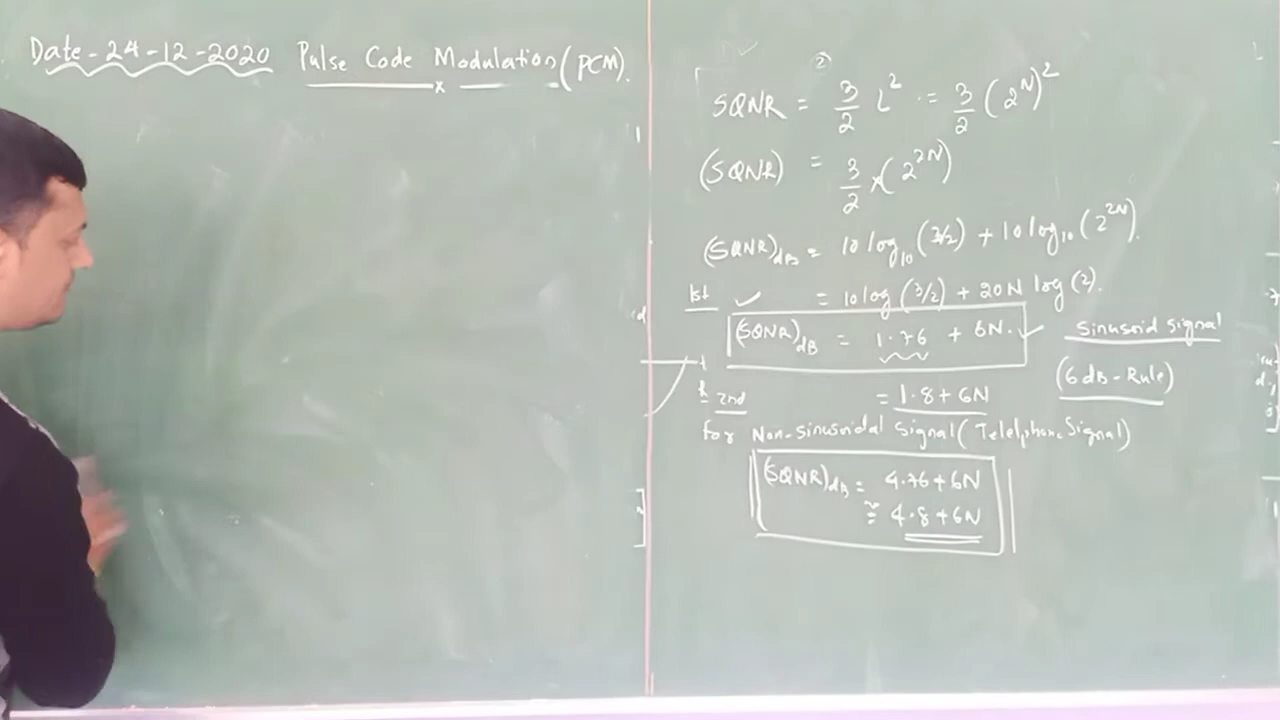 Date - 24-12-2020 Pulse Code Modulation (PCM).
②
SQNR = 3/2 L² = 3/2 (2^N)²
(SQNR) = 3/2 × (2^2N)
(SQNR)dB = 10 log10 (3/2) + 10 log10 (2^2N).
Ist ✓ = 10 log (3/2) + 20N log (2).
(SQNR)dB = 1.76 + 6N. ✓ sinusoid signal
(6 dB - Rule)
2nd = 1.8 + 6N
for Non-sinusoidal signal (Telelphone Signal)
(SQNR)dB = 4.76 + 6N
≅ 4.8 + 6N